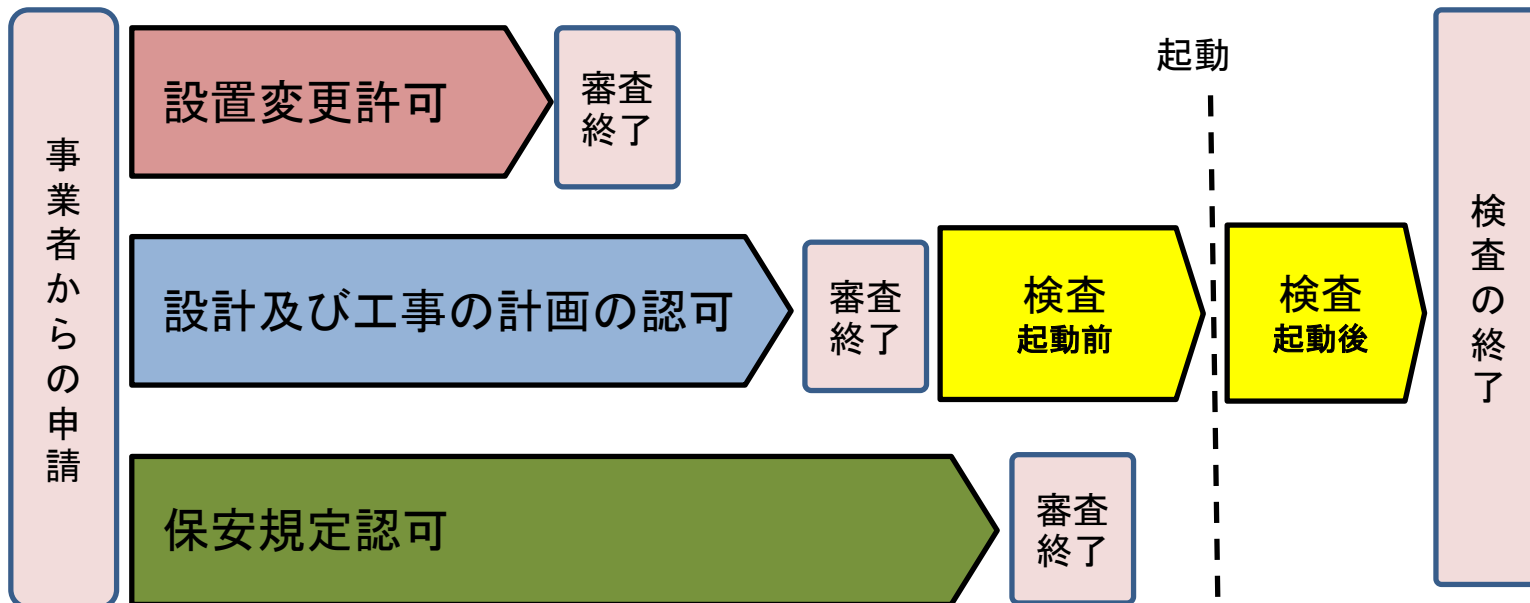 事業者からの申請
設置変更許可
審査
終了
設計及び工事の計画の認可
審査
終了
検査
起動前
起動
検査
起動後
保安規定認可
審査
終了
検査の終了